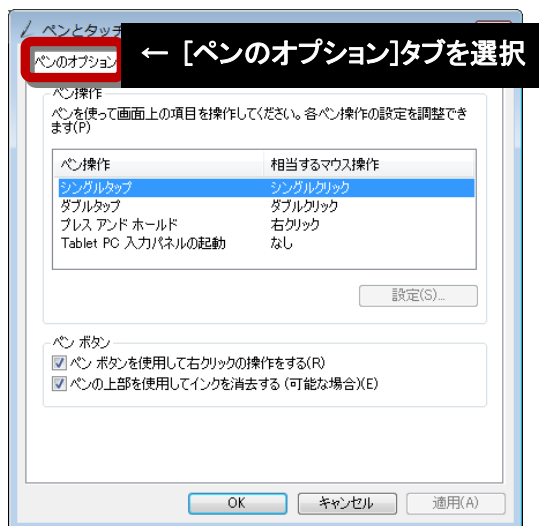 ペンとタッチ
ペンのオプション
← [ペンのオプション]タブを選択
ペン操作
ペンを使って画面上の項目を操作してください。各ペン操作の設定を調整でき
ます(P)
ペン操作 相当するマウス操作
シングルタップ シングルクリック
ダブルタップ ダブルクリック
プレス アンド ホールド 右クリック
Tablet PC 入力パネルの起動 なし
設定(S)...
ペン ボタン
ペン ボタンを使用して右クリックの操作をする(R)
ペンの上部を使用してインクを消去する (可能な場合)(E)
OK キャンセル 適用(A)